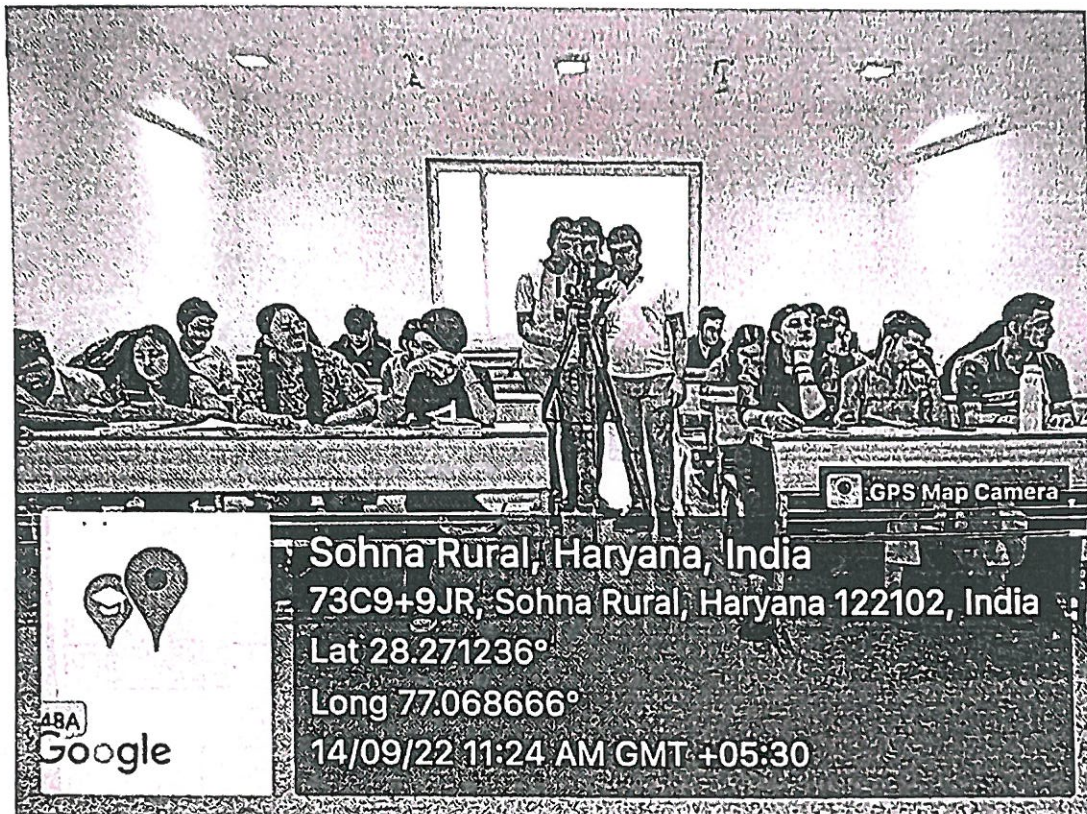 GPS Map Camera
Sohna Rural, Haryana, India
73C9+9JR, Sohna Rural, Haryana 122102, India
Lat 28.271236°
Long 77.068666°
14/09/22 11:24 AM GMT +05:30
48A
Google